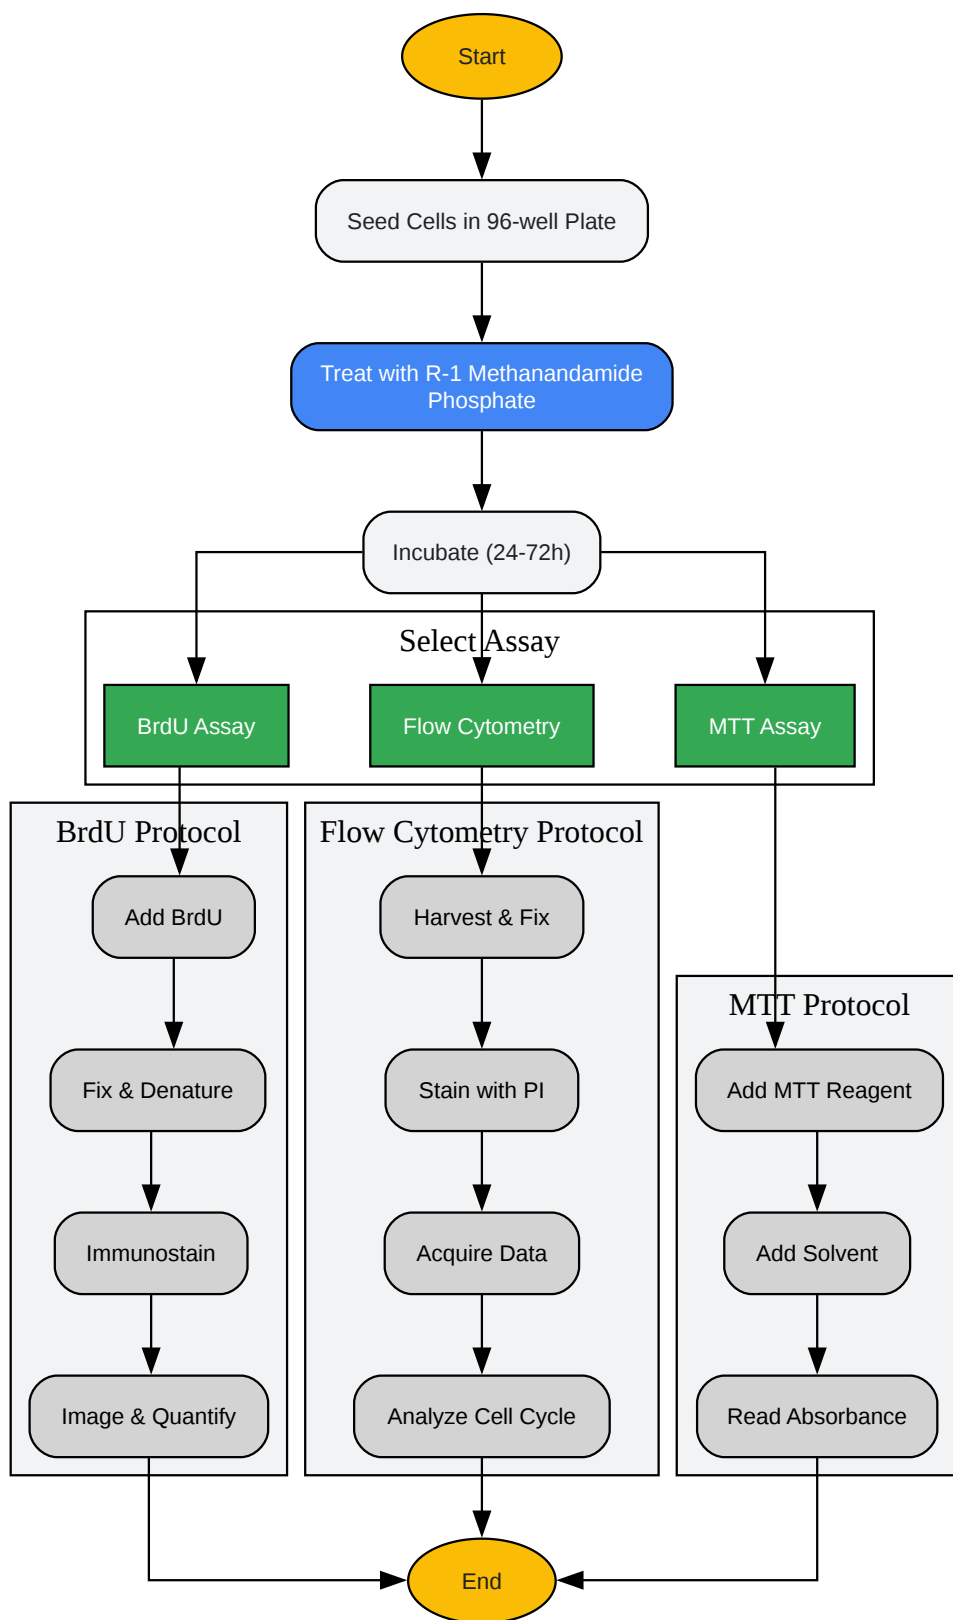 Start
Seed Cells in 96-well Plate
Treat with R-1 Methanandamide
Phosphate
Incubate (24-72h)
Select Assay
BrdU Assay
Flow Cytometry
MTT Assay
BrdU Protocol
Add BrdU
Fix & Denature
Immunostain
Image & Quantify
Flow Cytometry Protocol
Harvest & Fix
Stain with PI
Acquire Data
Analyze Cell Cycle
MTT Protocol
Add MTT Reagent
Add Solvent
Read Absorbance
End